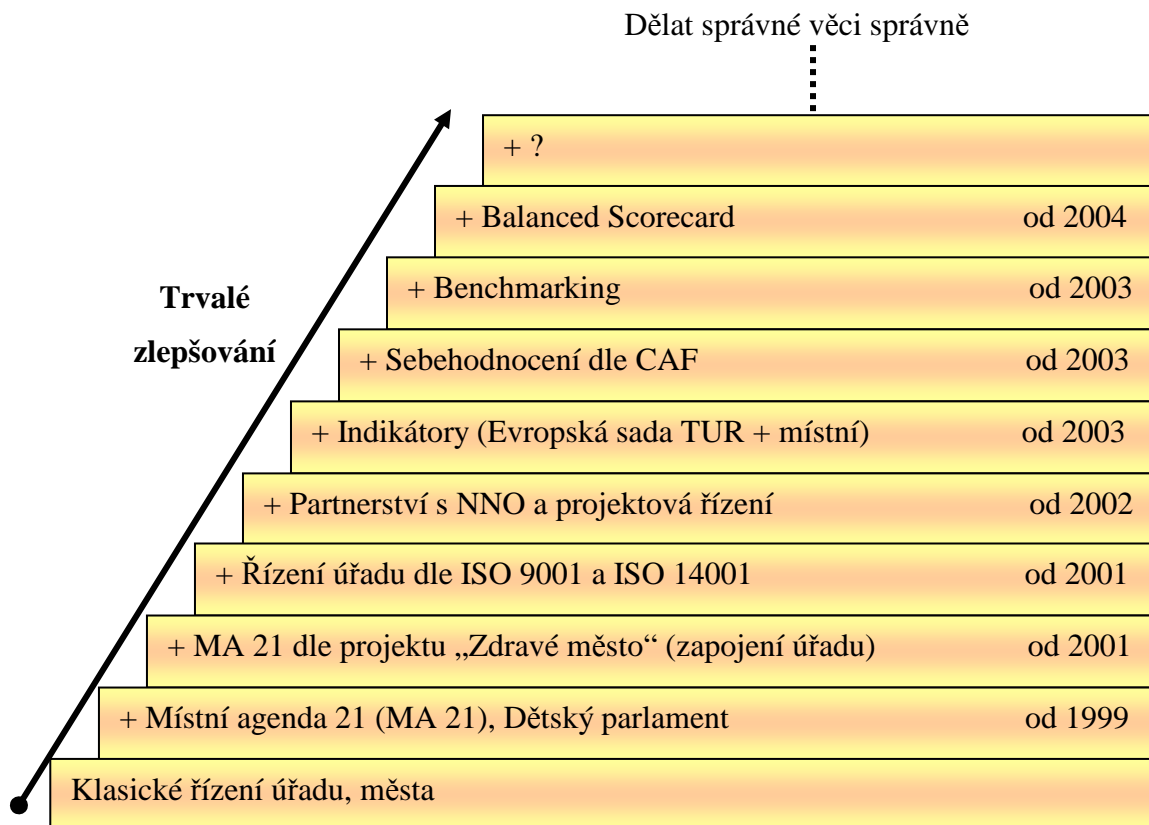 Dělat správné věci správně
+ ?
+ Balanced Scorecard od 2004
+ Benchmarking od 2003
Trvalé
zlepšování
+ Sebehodnocení dle CAF od 2003
+ Indikátory (Evropská sada TUR + místní) od 2003
+ Partnerství s NNO a projektová řízení od 2002
+ Řízení úřadu dle ISO 9001 a ISO 14001 od 2001
+ MA 21 dle projektu „Zdravé město“ (zapojení úřadu) od 2001
+ Místní agenda 21 (MA 21), Dětský parlament od 1999
Klasické řízení úřadu, města